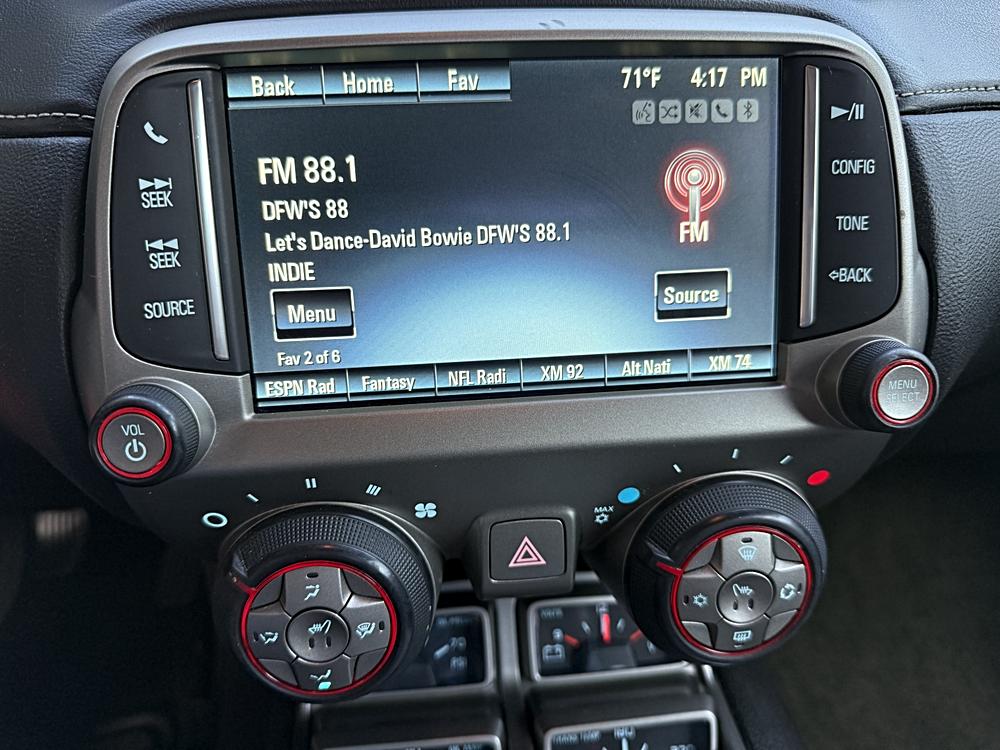 Back Home Fav 71°F 4:17 PM
FM 88.1
DFW'S 88
Let's Dance-David Bowie DFW'S 88.1
INDIE
FM
Menu
Source
Fav 2 of 6
ESPN Rad Fantasy NFL Radi XM 92 Alt Nati XM 74
SEEK
SEEK
SOURCE
CONFIG
TONE
BACK
VOL
MENU
SELECT
MAX